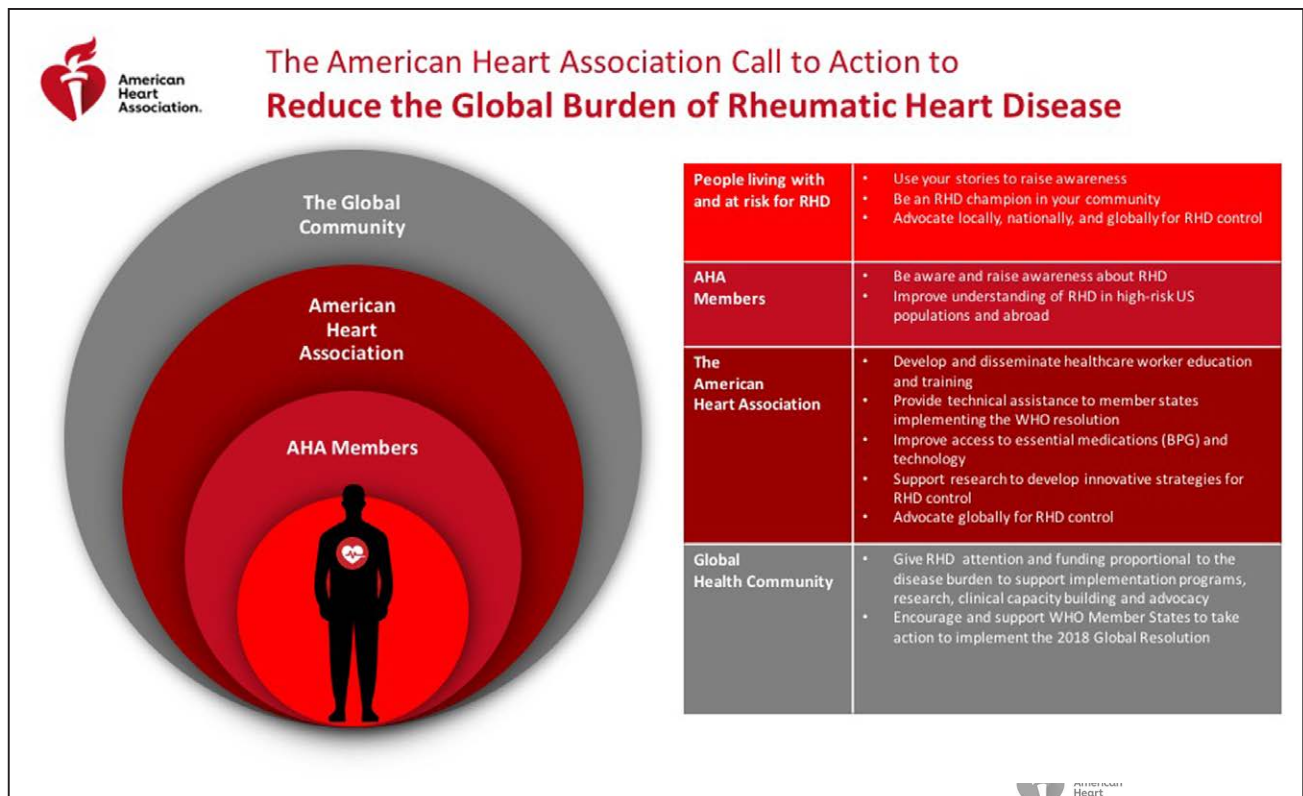 American
Heart
Association.
The American Heart Association Call to Action to
Reduce the Global Burden of Rheumatic Heart Disease
The Global
Community
American
Heart
Association
AHA Members
People living with
and at risk for RHD
• Use your stories to raise awareness
• Be an RHD champion in your community
• Advocate locally, nationally, and globally for RHD control
AHA
Members
• Be aware and raise awareness about RHD
• Improve understanding of RHD in high-risk US
populations and abroad
The
American
Heart Association
• Develop and disseminate healthcare worker education
and training
• Provide technical assistance to member states
implementing the WHO resolution
• Improve access to essential medications (BPG) and
technology
• Support research to develop innovative strategies for
RHD control
• Advocate globally for RHD control
Global
Health Community
• Give RHD attention and funding proportional to the
disease burden to support implementation programs,
research, clinical capacity building and advocacy
• Encourage and support WHO Member States to take
action to implement the 2018 Global Resolution
American
Heart